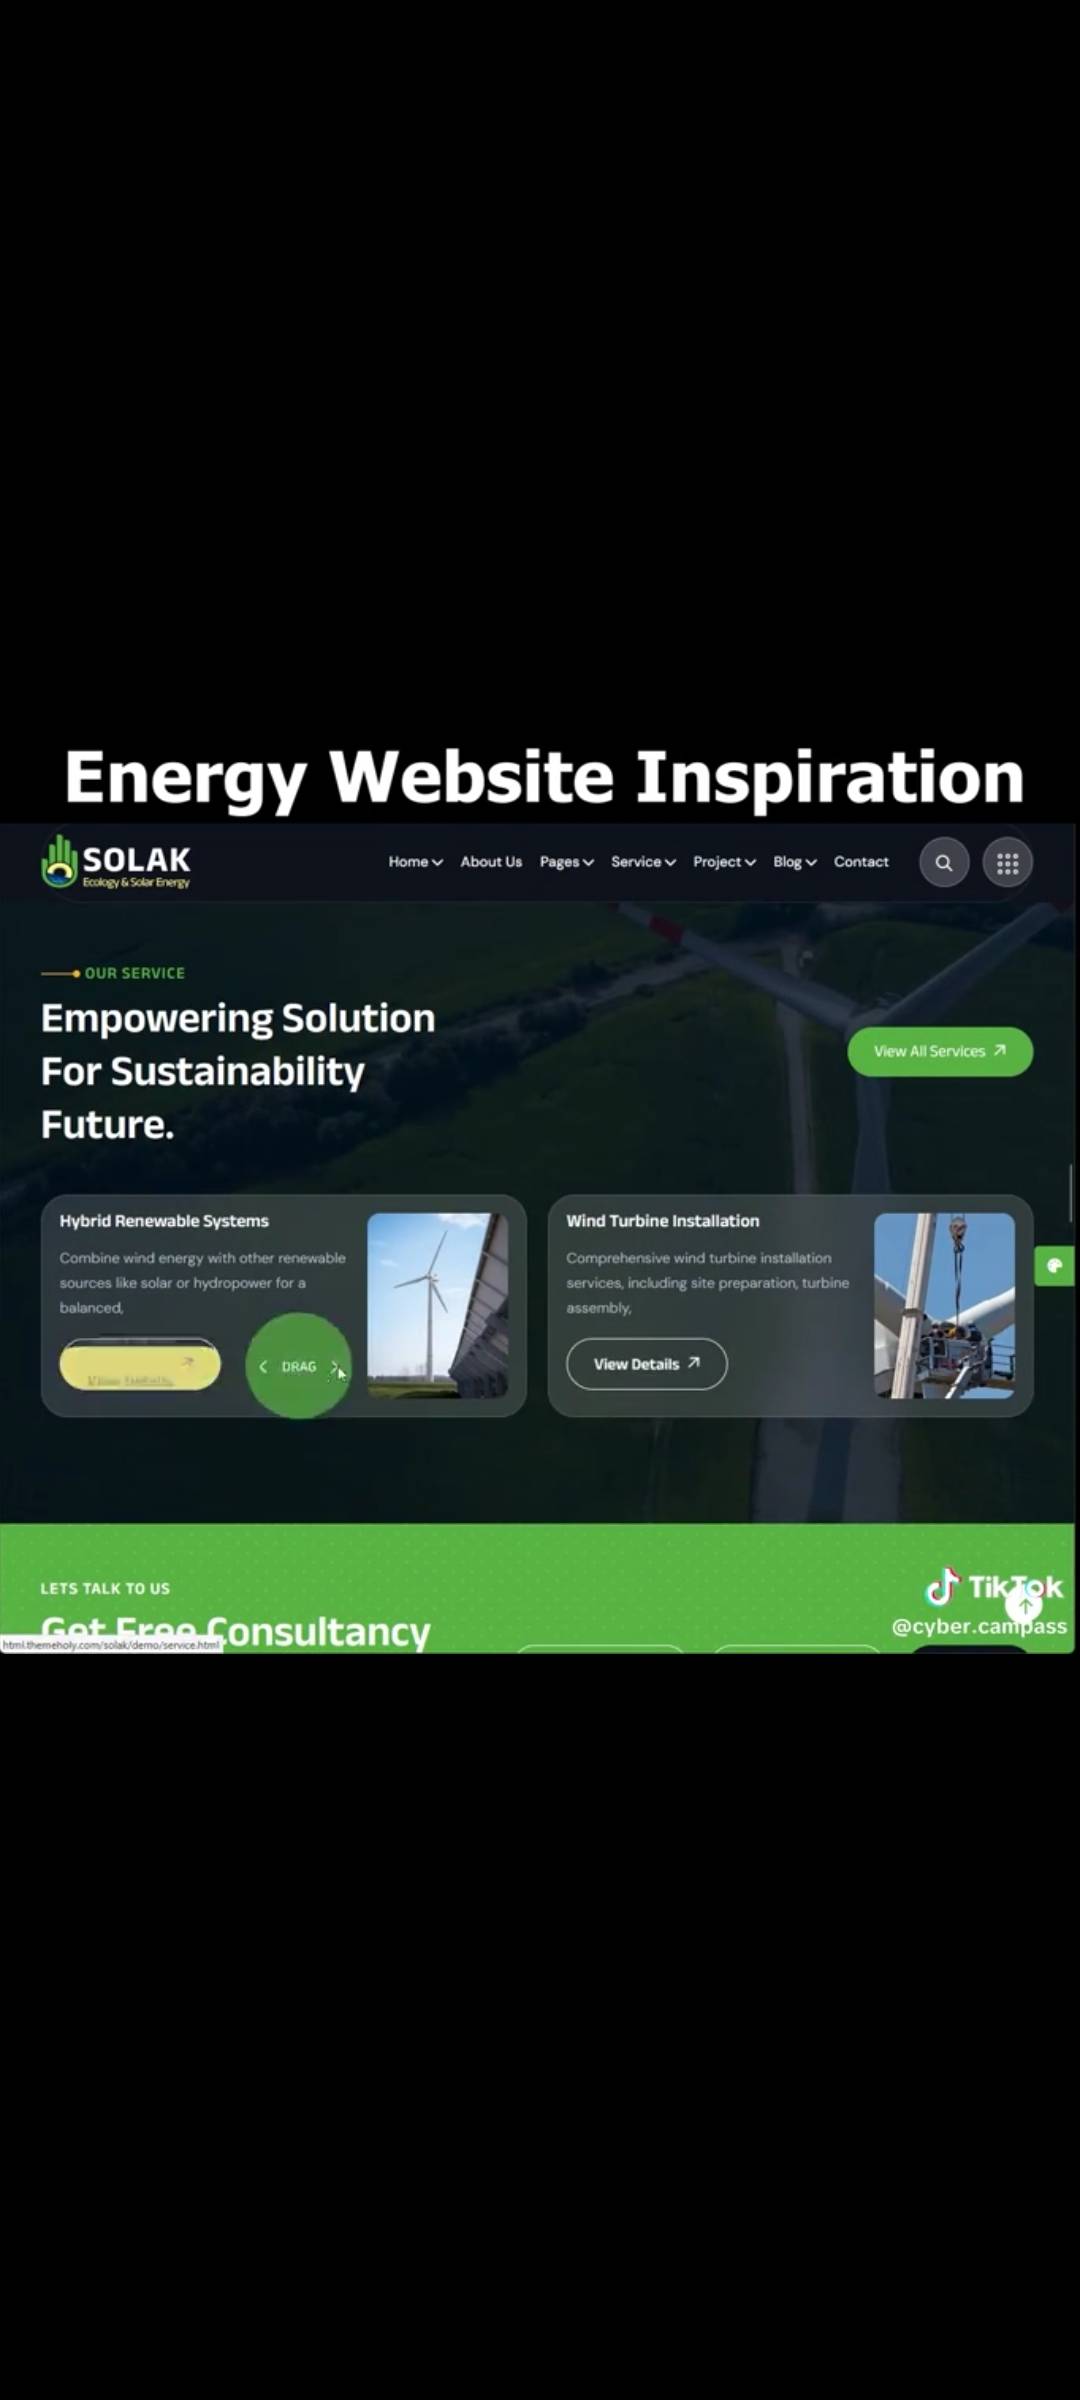 Energy Website Inspiration
SOLAK
Ecology & Solar Energy
Home About Us Pages Service Project Blog Contact
OUR SERVICE
Empowering Solution
For Sustainability
Future.
View All Services
Hybrid Renewable Systems
Combine wind energy with other renewable
sources like solar or hydropower for a
balanced,
View Details
DRAG
Wind Turbine Installation
Comprehensive wind turbine installation
services, including site preparation, turbine
assembly,
View Details
LETS TALK TO US
Get Free Consultancy
html.themeholy.com/solak/demo/service.html
TikTok
@cyber.campass